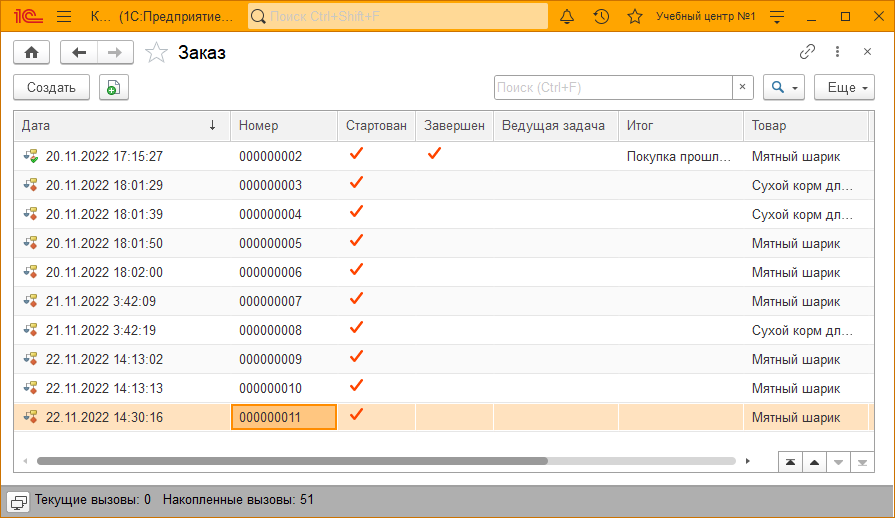 1С К... (1С:Предприятие... Поиск Ctrl+Shift+F Учебный центр №1
Заказ
Создать Поиск (Ctrl+F) × Еще
Дата ↓ Номер Стартован Завершен Ведущая задача Итог Товар
20.11.2022 17:15:27 000000002 Покупка прошл... Мятный шарик
20.11.2022 18:01:29 000000003 Сухой корм дл...
20.11.2022 18:01:39 000000004 Сухой корм дл...
20.11.2022 18:01:50 000000005 Мятный шарик
20.11.2022 18:02:00 000000006 Мятный шарик
21.11.2022 3:42:09 000000007 Мятный шарик
21.11.2022 3:42:19 000000008 Сухой корм дл...
22.11.2022 14:13:02 000000009 Мятный шарик
22.11.2022 14:13:13 000000010 Мятный шарик
22.11.2022 14:30:16 000000011 Мятный шарик
Текущие вызовы: 0 Накопленные вызовы: 51